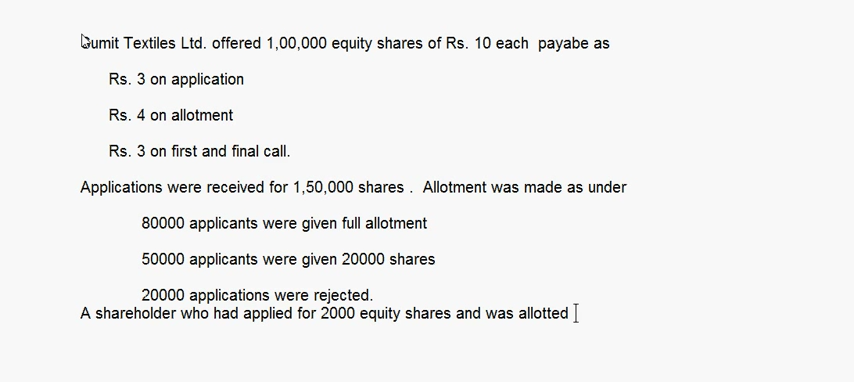 Sumit Textiles Ltd. offered 1,00,000 equity shares of Rs. 10 each payabe as
Rs. 3 on application
Rs. 4 on allotment
Rs. 3 on first and final call.
Applications were received for 1,50,000 shares . Allotment was made as under
80000 applicants were given full allotment
50000 applicants were given 20000 shares
20000 applications were rejected.
A shareholder who had applied for 2000 equity shares and was allotted